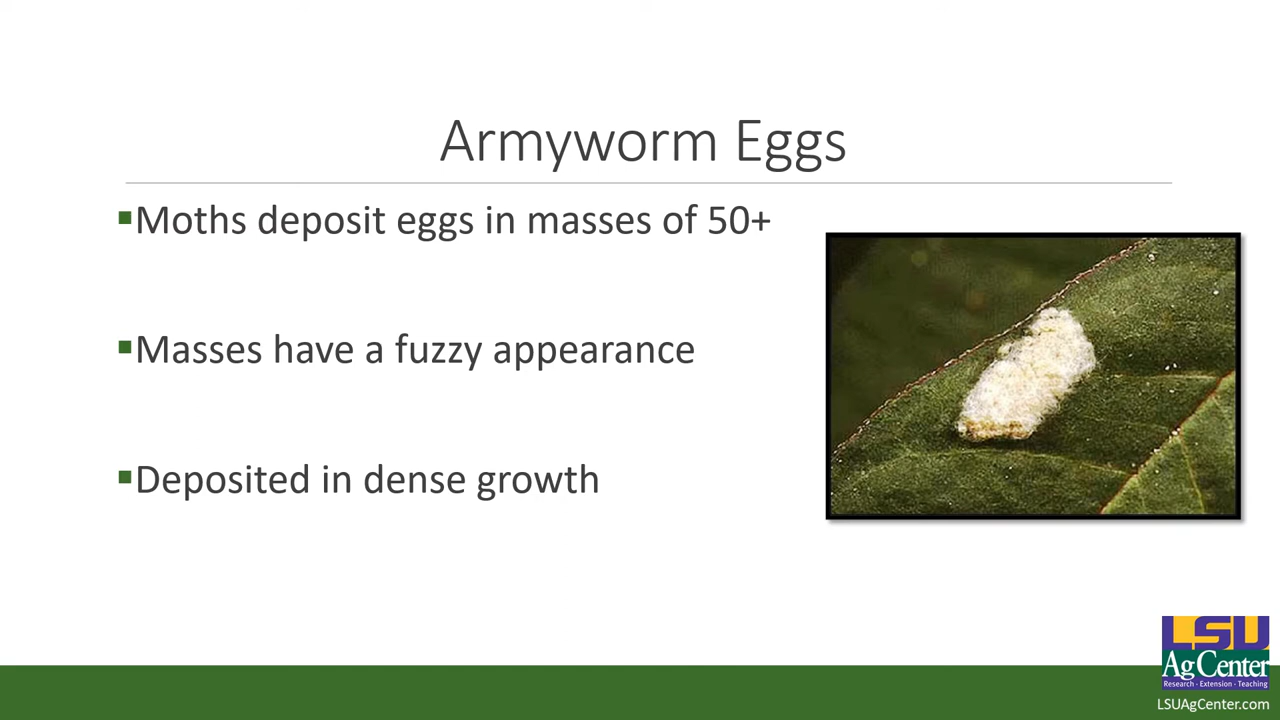 Armyworm Eggs
▪Moths deposit eggs in masses of 50+
▪Masses have a fuzzy appearance
▪Deposited in dense growth
LSU
AgCenter
Research · Extension · Teaching
LSUAgCenter.com